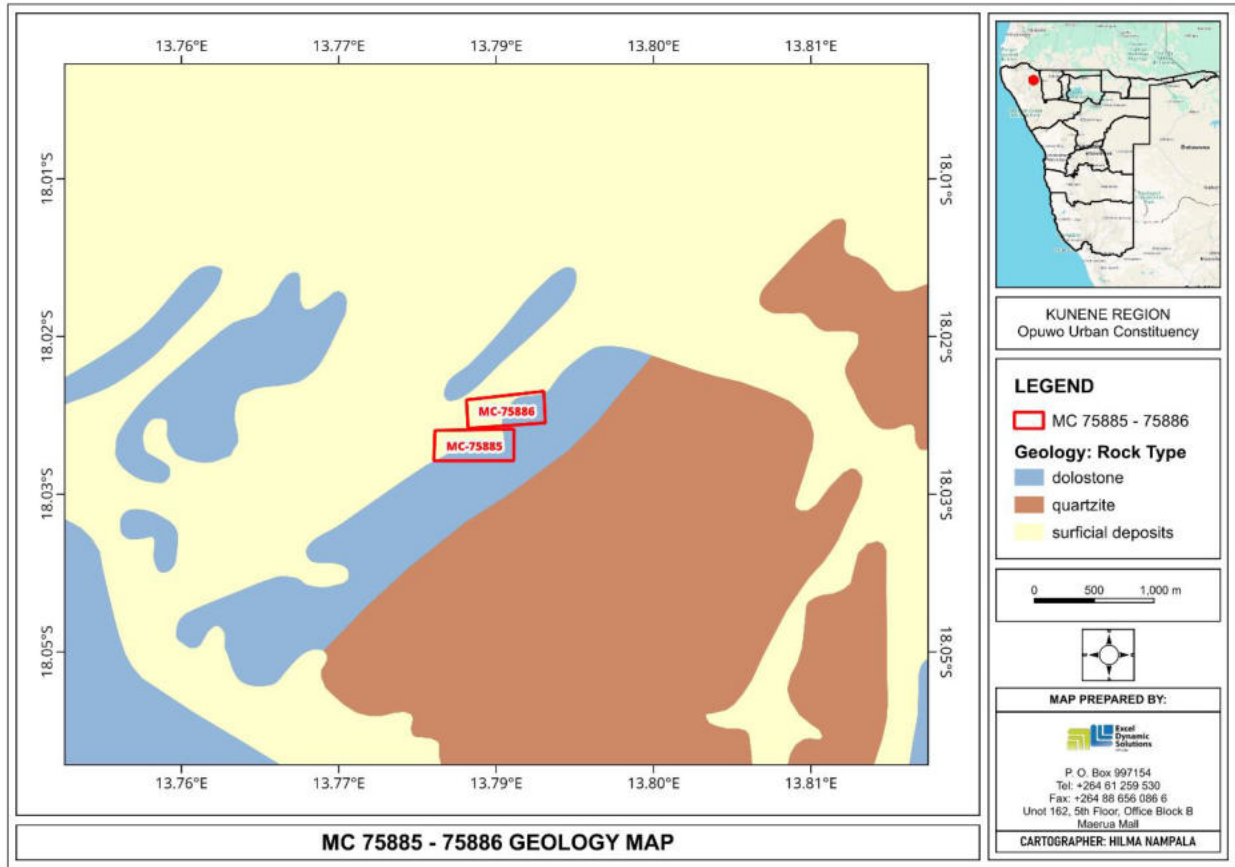 13.76°E 13.77°E 13.79°E 13.80°E 13.81°E
18.01°S 18.01°S
18.02°S 18.02°S
MC-75886
MC-75885
18.03°S 18.03°S
18.05°S 18.05°S
13.76°E 13.77°E 13.79°E 13.80°E 13.81°E
MC 75885 - 75886 GEOLOGY MAP
Botswana
KUNENE REGION
Opuwo Urban Constituency
LEGEND
MC 75885 - 75886
Geology: Rock Type
dolostone
quartzite
surficial deposits
0 500 1,000 m
MAP PREPARED BY:
Excel
Dynamic
Solutions
P. O. Box 997154
Tel: +264 61 259 530
Fax: +264 88 656 086 6
Unot 162, 5th Floor, Office Block B
Maerua Mall
CARTOGRAPHER: HILMA NAMPALA